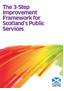 The 3-Step
Improvement
Framework for
Scotland's Public
Services